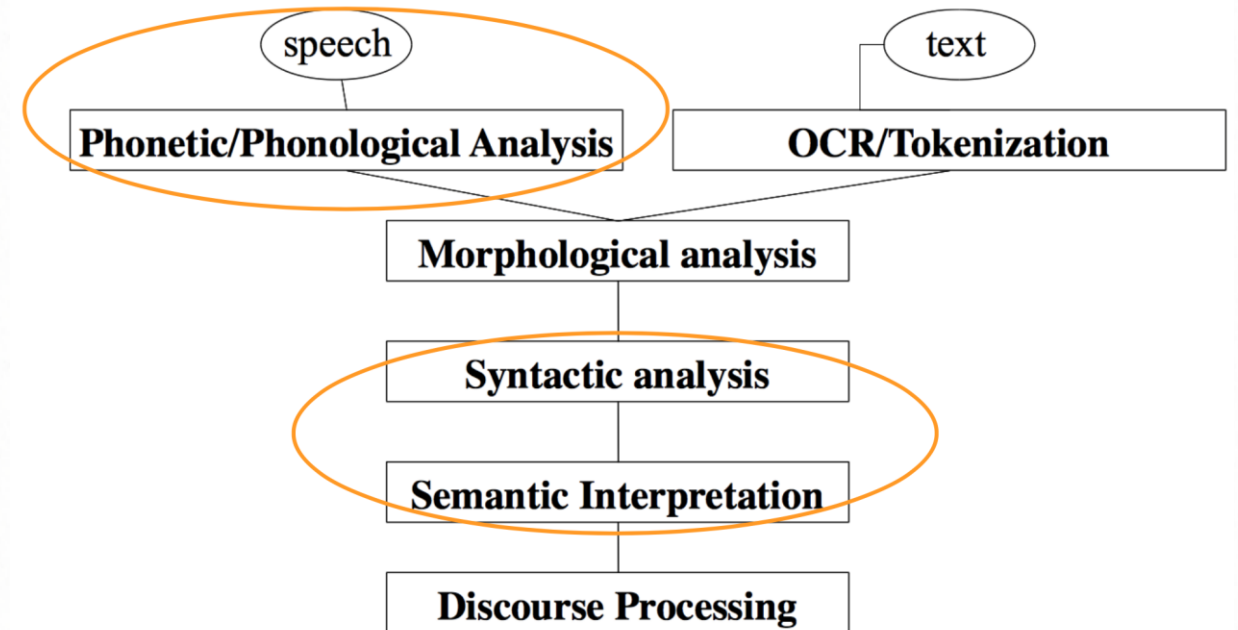 speech
text
Phonetic/Phonological Analysis
OCR/Tokenization
Morphological analysis
Syntactic analysis
Semantic Interpretation
Discourse Processing